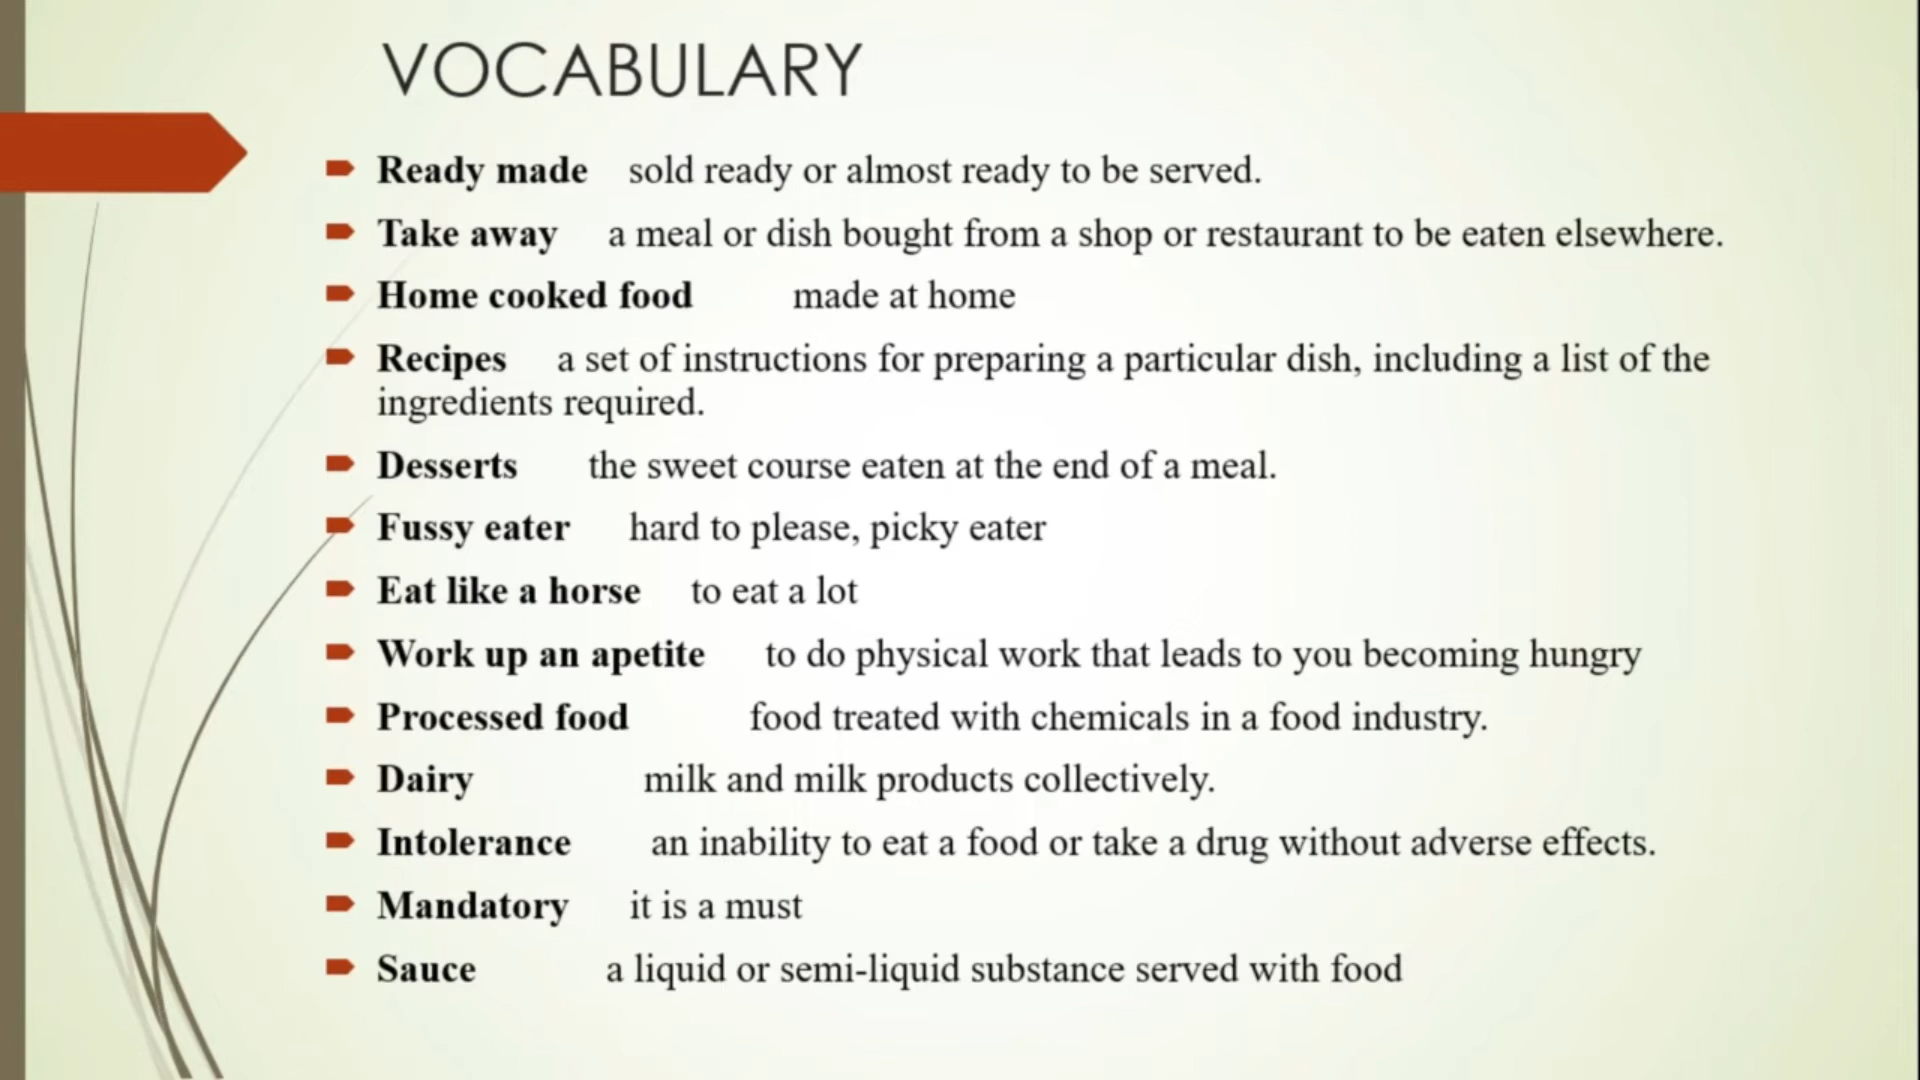 VOCABULARY
Ready made sold ready or almost ready to be served.
Take away a meal or dish bought from a shop or restaurant to be eaten elsewhere.
Home cooked food made at home
Recipes a set of instructions for preparing a particular dish, including a list of the
ingredients required.
Desserts the sweet course eaten at the end of a meal.
Fussy eater hard to please, picky eater
Eat like a horse to eat a lot
Work up an apetite to do physical work that leads to you becoming hungry
Processed food food treated with chemicals in a food industry.
Dairy milk and milk products collectively.
Intolerance an inability to eat a food or take a drug without adverse effects.
Mandatory it is a must
Sauce a liquid or semi-liquid substance served with food